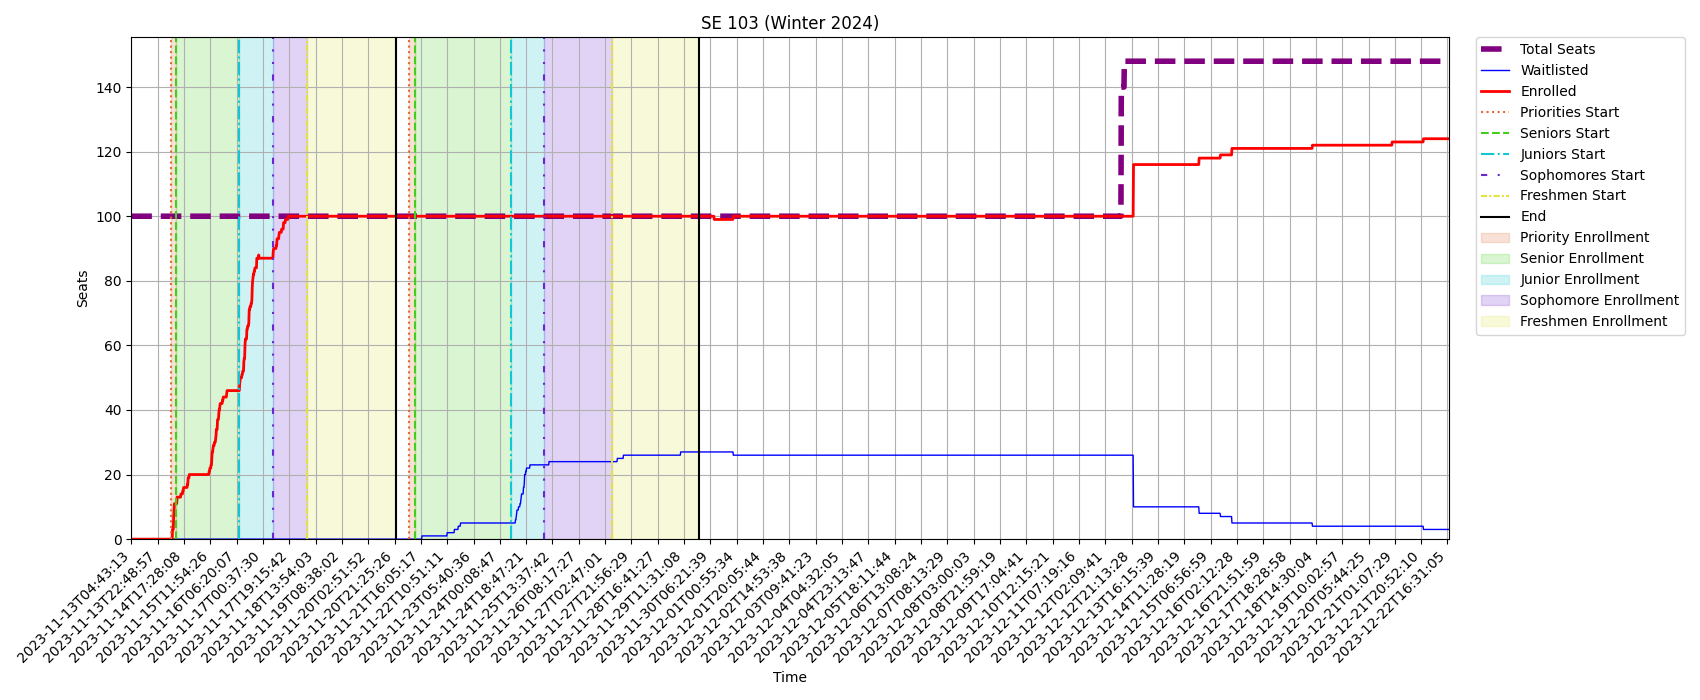 SE 103 (Winter 2024)
Seats
140
120
100
80
60
40
20
0
2023-11-13T04:43:13
2023-11-13T22:48:57
2023-11-14T17:28:08
2023-11-15T11:54:26
2023-11-16T06:20:07
2023-11-17T00:37:30
2023-11-17T19:15:42
2023-11-18T13:54:03
2023-11-19T08:38:02
2023-11-20T02:51:52
2023-11-20T21:25:26
2023-11-21T16:05:17
2023-11-22T10:51:11
2023-11-23T05:40:36
2023-11-24T00:08:47
2023-11-24T18:47:21
2023-11-25T13:37:42
2023-11-26T08:17:27
2023-11-27T02:47:01
2023-11-27T21:56:29
2023-11-28T16:41:27
2023-11-29T11:31:08
2023-11-30T06:21:39
2023-12-01T00:55:34
2023-12-01T20:05:44
2023-12-02T14:53:38
2023-12-03T09:41:23
2023-12-04T04:32:05
2023-12-04T23:13:47
2023-12-05T18:11:44
2023-12-06T13:08:24
2023-12-07T08:13:29
2023-12-08T03:00:03
2023-12-08T21:59:19
2023-12-09T17:04:41
2023-12-10T12:15:21
2023-12-11T07:19:16
2023-12-12T02:09:41
2023-12-12T21:13:28
2023-12-13T16:15:39
2023-12-14T11:28:19
2023-12-15T06:56:59
2023-12-16T02:12:28
2023-12-16T21:51:59
2023-12-17T18:28:58
2023-12-18T14:30:04
2023-12-19T10:02:57
2023-12-20T05:44:25
2023-12-21T01:07:29
2023-12-21T20:52:10
2023-12-22T16:31:05
Time
Total Seats
Waitlisted
Enrolled
Priorities Start
Seniors Start
Juniors Start
Sophomores Start
Freshmen Start
End
Priority Enrollment
Senior Enrollment
Junior Enrollment
Sophomore Enrollment
Freshmen Enrollment